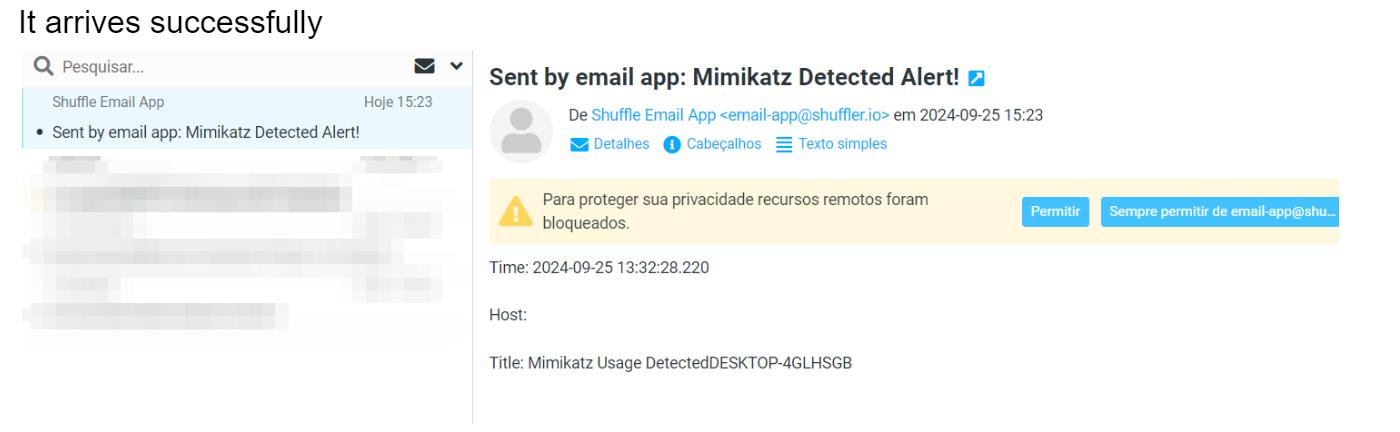 It arrives successfully
Pesquisar...
Shuffle Email App Hoje 15:23
• Sent by email app: Mimikatz Detected Alert!
Sent by email app: Mimikatz Detected Alert!
De Shuffle Email App <email-app@shuffler.io> em 2024-09-25 15:23
Detalhes Cabeçalhos Texto simples
Para proteger sua privacidade recursos remotos foram
bloqueados.
Permitir Sempre permitir de email-app@shu...
Time: 2024-09-25 13:32:28.220
Host:
Title: Mimikatz Usage DetectedDESKTOP-4GLHSGB